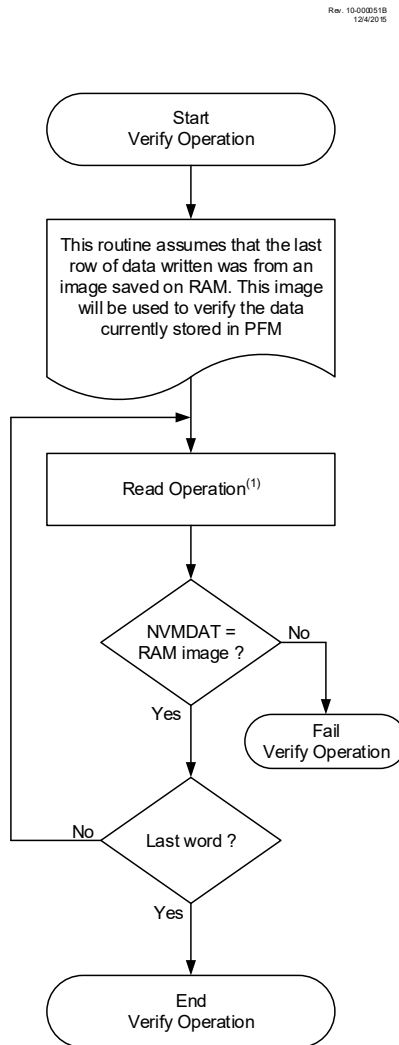 Rev. 10-000051B
12/4/2015
Start
Verify Operation
This routine assumes that the last
row of data written was from an
image saved on RAM. This image
will be used to verify the data
currently stored in PFM
Read Operation(1)
NVMDAT =
RAM image ?
No
Yes
Fail
Verify Operation
No
Last word ?
Yes
End
Verify Operation